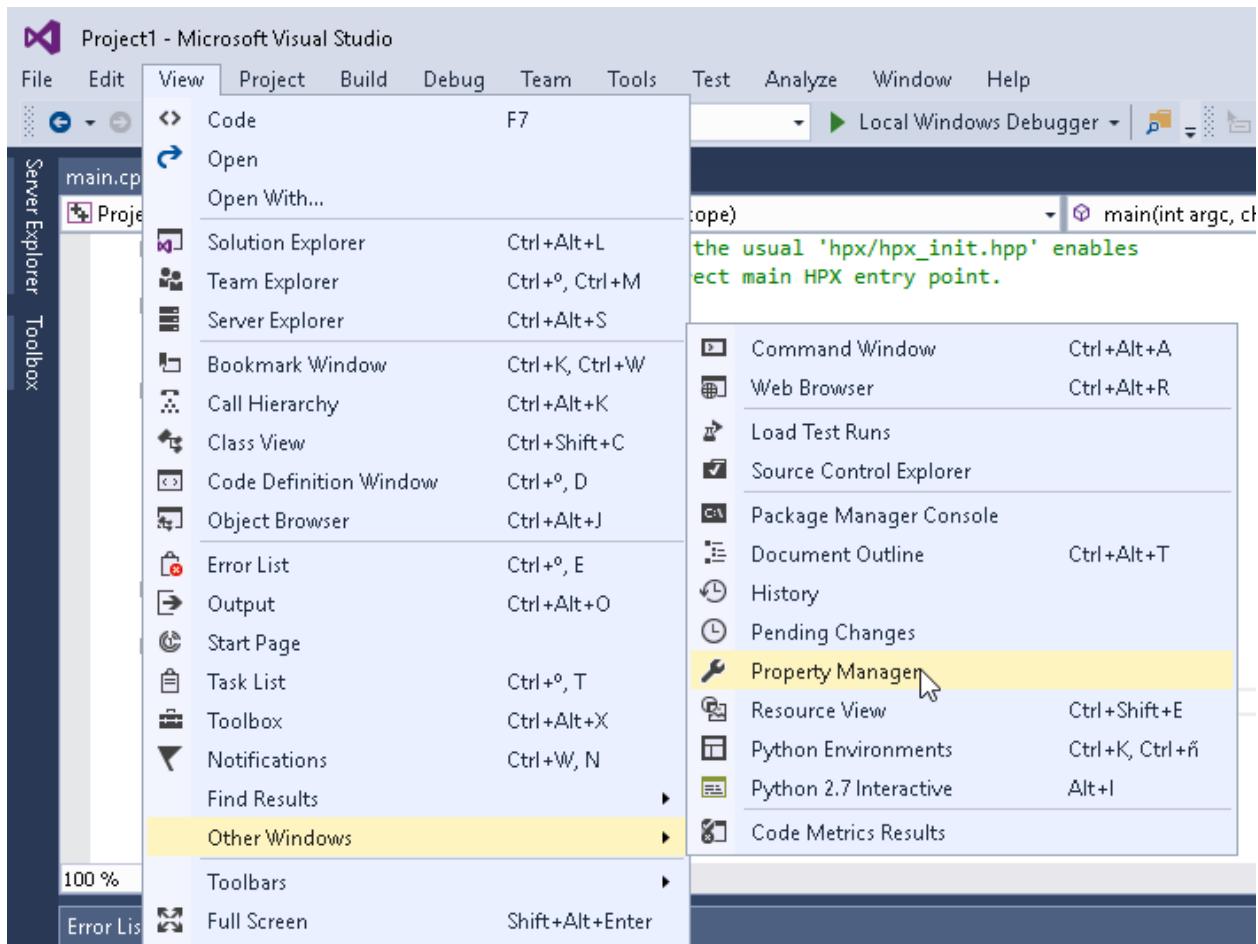 Project1 - Microsoft Visual Studio
File Edit View Project Build Debug Team Tools Test Analyze Window Help
Local Windows Debugger
Server Explorer
Toolbox
main.cp
Proje
ope)
main(int argc, ch
the usual 'hpx/hpx_init.hpp' enables
ect main HPX entry point.
Code F7
Open
Open With...
Solution Explorer Ctrl+Alt+L
Team Explorer Ctrl+º, Ctrl+M
Server Explorer Ctrl+Alt+S
Bookmark Window Ctrl+K, Ctrl+W
Call Hierarchy Ctrl+Alt+K
Class View Ctrl+Shift+C
Code Definition Window Ctrl+º, D
Object Browser Ctrl+Alt+J
Error List Ctrl+º, E
Output Ctrl+Alt+O
Start Page
Task List Ctrl+º, T
Toolbox Ctrl+Alt+X
Notifications Ctrl+W, N
Find Results
Other Windows
Toolbars
Full Screen Shift+Alt+Enter
Command Window Ctrl+Alt+A
Web Browser Ctrl+Alt+R
Load Test Runs
Source Control Explorer
Package Manager Console
Document Outline Ctrl+Alt+T
History
Pending Changes
Property Manager
Resource View Ctrl+Shift+E
Python Environments Ctrl+K, Ctrl+ñ
Python 2.7 Interactive Alt+I
Code Metrics Results
100 %
Error Lis